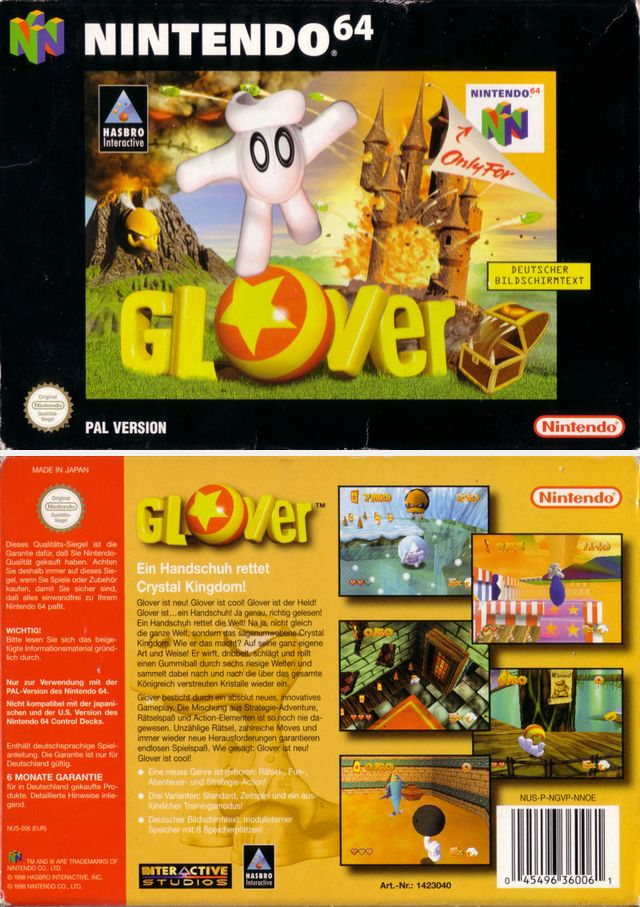 NINTENDO64
HASBRO
Interactive
NINTENDO64
Only For
DEUTSCHER
BILDSCHIRMTEXT
GLOVer
Original
Nintendo
Qualitäts-
Siegel
PAL VERSION
Nintendo
MADE IN JAPAN
Original
Nintendo
Qualitäts-
Siegel
Dieses Qualitäts-Siegel ist die
Garantie dafür, daß Sie Nintendo-
Qualität gekauft haben. Achten
Sie deshalb immer auf dieses Sie-
gel, wenn Sie Spiele oder Zubehör
kaufen, damit Sie sicher sind,
daß alles einwandfrei zu Ihrem
Nintendo 64 paßt.
WICHTIG!
Bitte lesen Sie sich das beige-
fügte Informationsmaterial gründ-
lich durch.
Nur zur Verwendung mit der
PAL-Version des Nintendo 64.
Nicht kompatibel mit der japani-
schen und der U.S. Version des
Nintendo 64 Control Decks.
Enthält deutschsprachige Spiel-
anleitung. Die Garantie ist nur für
Deutschland gültig.
6 MONATE GARANTIE
für in Deutschland gekaufte Pro-
dukte. Detaillierte Hinweise inlie-
gend.
NUS-006 (EUR)
TM AND ® ARE TRADEMARKS OF
NINTENDO CO., LTD.
© 1998 HASBRO INTERACTIVE, INC.
© 1998 NINTENDO CO., LTD.
GLOVer™
Ein Handschuh rettet
Crystal Kingdom!
Glover ist neu! Glover ist cool! Glover ist der Held!
Glover ist…ein Handschuh! Ja genau, richtig gelesen!
Ein Handschuh rettet die Welt! Na ja, nicht gleich
die ganze Welt, sondern das sagenumwobene Crystal
Kingdom. Wie er das macht? Auf seine ganz eigene
Art und Weise! Er wirft, dribbelt, schlägt und rollt
einen Gummiball durch sechs riesige Welten und
sammelt dabei nach und nach die über das gesamte
Königreich verstreuten Kristalle wieder ein.
Glover besticht durch ein absolut neues, innovatives
Gameplay. Die Mischung aus Strategie-Adventure,
Rätselspaß und Action-Elementen ist so noch nie da-
gewesen. Unzählige Rätsel, zahlreiche Moves und
immer wieder neue Herausforderungen garantieren
endlosen Spielspaß. Wie gesagt: Glover ist neu!
Glover ist cool!
• Eine neues Genre ist geboren: Rätsel-, Fun-,
Abenteuer- und Strategie-Action!
• Drei Varianten: Standard, Zeitspiel und ein aus-
führlicher Trainingsmodus!
• Deutscher Bildschirmtext, modulinterner
Speicher mit 6 Speicherplätzen!
INTERACTIVE
STUDIOS
HASBRO
Interactive
Nintendo
Art.-Nr.: 1423040
NUS-P-NGVP-NNOE
0 45496 36006 1